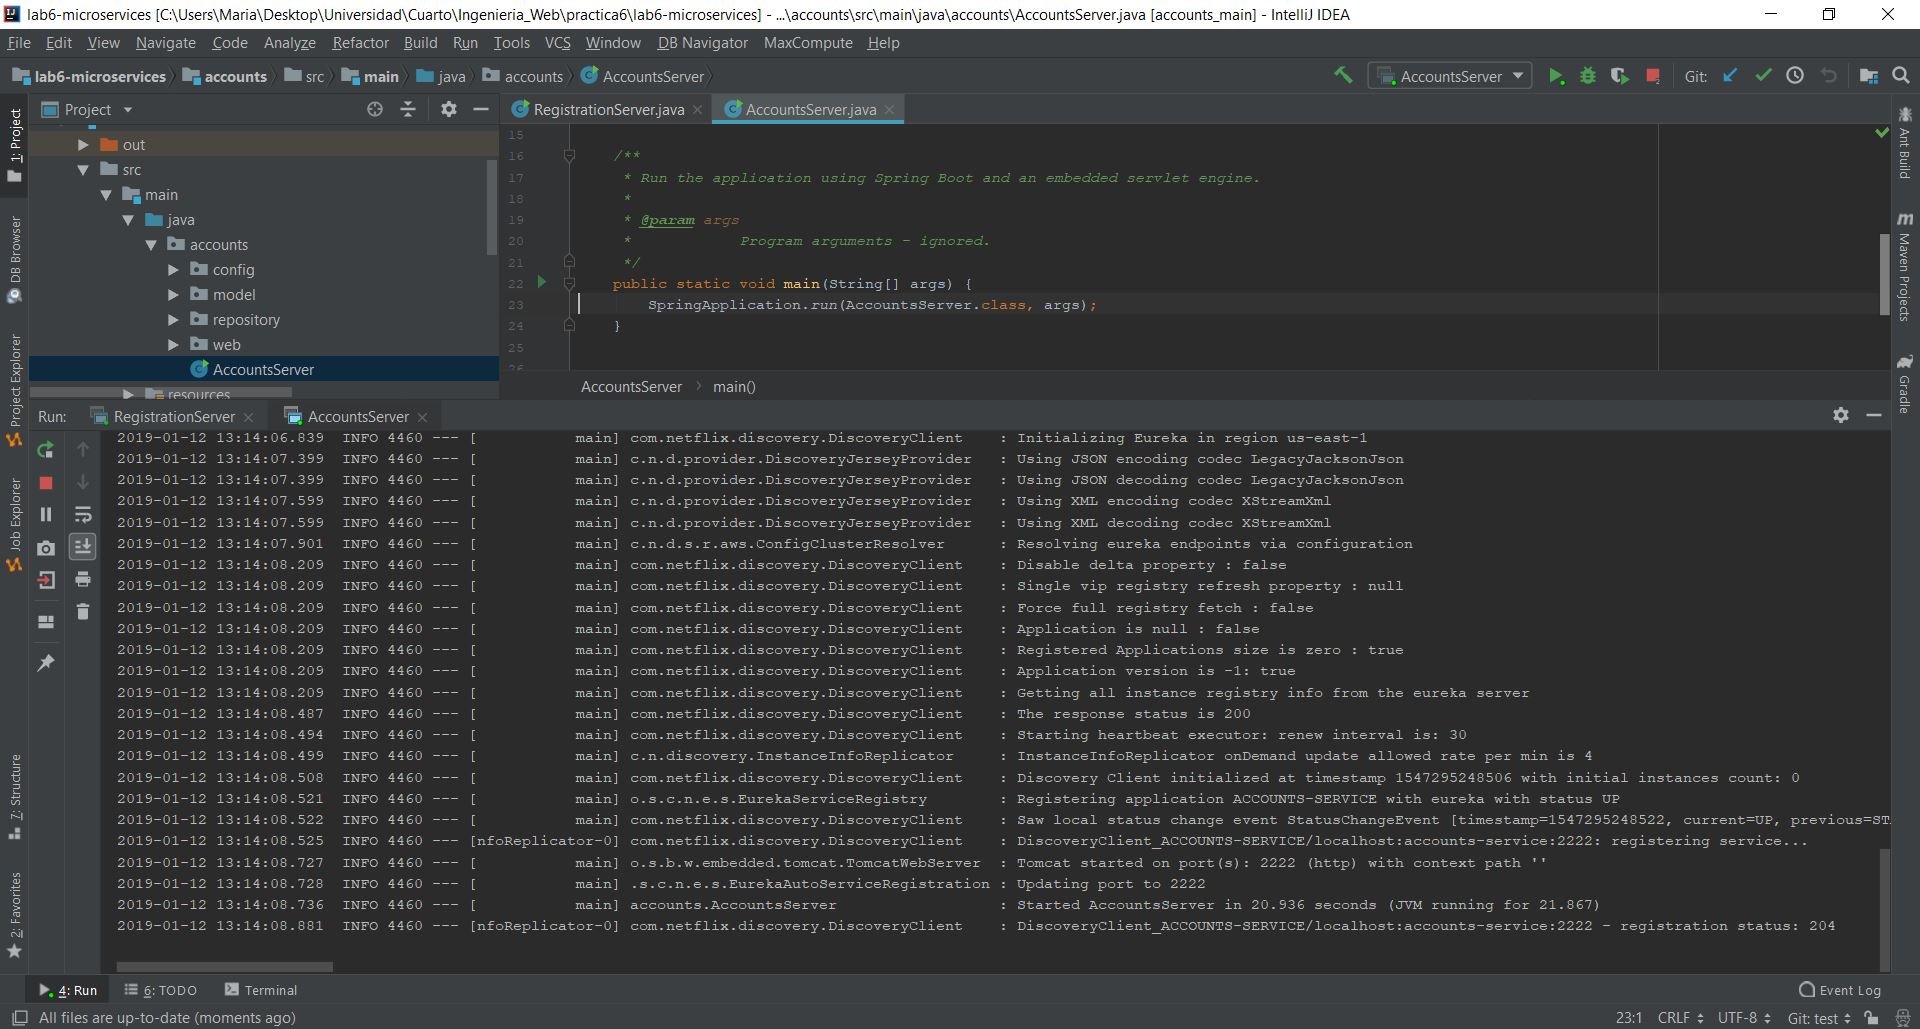 lab6-microservices [C:\Users\Maria\Desktop\Universidad\Cuarto\Ingenieria_Web\practica6\lab6-microservices] - ...\accounts\src\main\java\accounts\AccountsServer.java [accounts_main] - IntelliJ IDEA
File Edit View Navigate Code Analyze Refactor Build Run Tools VCS Window DB Navigator MaxCompute Help
lab6-microservices accounts src main java accounts AccountsServer AccountsServer Git:
Project RegistrationServer.java AccountsServer.java
1: Project
DB Browser
Project Explorer
Job Explorer
7: Structure
2: Favorites
out
src
main
java
accounts
config
model
repository
web
AccountsServer
resources
15
16 /**
17 * Run the application using Spring Boot and an embedded servlet engine.
18 *
19 * @param args
20 * Program arguments - ignored.
21 */
22 public static void main(String[] args) {
23 SpringApplication.run(AccountsServer.class, args);
24 }
25
26
AccountsServer main()
Ant Build
Maven Projects
Gradle
Run: RegistrationServer AccountsServer
2019-01-12 13:14:06.839 INFO 4460 --- [ main] com.netflix.discovery.DiscoveryClient : Initializing Eureka in region us-east-1
2019-01-12 13:14:07.399 INFO 4460 --- [ main] c.n.d.provider.DiscoveryJerseyProvider : Using JSON encoding codec LegacyJacksonJson
2019-01-12 13:14:07.399 INFO 4460 --- [ main] c.n.d.provider.DiscoveryJerseyProvider : Using JSON decoding codec LegacyJacksonJson
2019-01-12 13:14:07.599 INFO 4460 --- [ main] c.n.d.provider.DiscoveryJerseyProvider : Using XML encoding codec XStreamXml
2019-01-12 13:14:07.599 INFO 4460 --- [ main] c.n.d.provider.DiscoveryJerseyProvider : Using XML decoding codec XStreamXml
2019-01-12 13:14:07.901 INFO 4460 --- [ main] c.n.d.s.r.aws.ConfigClusterResolver : Resolving eureka endpoints via configuration
2019-01-12 13:14:08.209 INFO 4460 --- [ main] com.netflix.discovery.DiscoveryClient : Disable delta property : false
2019-01-12 13:14:08.209 INFO 4460 --- [ main] com.netflix.discovery.DiscoveryClient : Single vip registry refresh property : null
2019-01-12 13:14:08.209 INFO 4460 --- [ main] com.netflix.discovery.DiscoveryClient : Force full registry fetch : false
2019-01-12 13:14:08.209 INFO 4460 --- [ main] com.netflix.discovery.DiscoveryClient : Application is null : false
2019-01-12 13:14:08.209 INFO 4460 --- [ main] com.netflix.discovery.DiscoveryClient : Registered Applications size is zero : true
2019-01-12 13:14:08.209 INFO 4460 --- [ main] com.netflix.discovery.DiscoveryClient : Application version is -1: true
2019-01-12 13:14:08.209 INFO 4460 --- [ main] com.netflix.discovery.DiscoveryClient : Getting all instance registry info from the eureka server
2019-01-12 13:14:08.487 INFO 4460 --- [ main] com.netflix.discovery.DiscoveryClient : The response status is 200
2019-01-12 13:14:08.494 INFO 4460 --- [ main] com.netflix.discovery.DiscoveryClient : Starting heartbeat executor: renew interval is: 30
2019-01-12 13:14:08.499 INFO 4460 --- [ main] c.n.discovery.InstanceInfoReplicator : InstanceInfoReplicator onDemand update allowed rate per min is 4
2019-01-12 13:14:08.508 INFO 4460 --- [ main] com.netflix.discovery.DiscoveryClient : Discovery Client initialized at timestamp 1547295248506 with initial instances count: 0
2019-01-12 13:14:08.521 INFO 4460 --- [ main] o.s.c.n.e.s.EurekaServiceRegistry : Registering application ACCOUNTS-SERVICE with eureka with status UP
2019-01-12 13:14:08.522 INFO 4460 --- [ main] com.netflix.discovery.DiscoveryClient : Saw local status change event StatusChangeEvent [timestamp=1547295248522, current=UP, previous=ST
2019-01-12 13:14:08.525 INFO 4460 --- [nfoReplicator-0] com.netflix.discovery.DiscoveryClient : DiscoveryClient_ACCOUNTS-SERVICE/localhost:accounts-service:2222: registering service...
2019-01-12 13:14:08.727 INFO 4460 --- [ main] o.s.b.w.embedded.tomcat.TomcatWebServer : Tomcat started on port(s): 2222 (http) with context path ''
2019-01-12 13:14:08.728 INFO 4460 --- [ main] .s.c.n.e.s.EurekaAutoServiceRegistration : Updating port to 2222
2019-01-12 13:14:08.736 INFO 4460 --- [ main] accounts.AccountsServer : Started AccountsServer in 20.936 seconds (JVM running for 21.867)
2019-01-12 13:14:08.881 INFO 4460 --- [nfoReplicator-0] com.netflix.discovery.DiscoveryClient : DiscoveryClient_ACCOUNTS-SERVICE/localhost:accounts-service:2222 - registration status: 204
4: Run 6: TODO Terminal Event Log
All files are up-to-date (moments ago) 23:1 CRLF UTF-8 Git: test